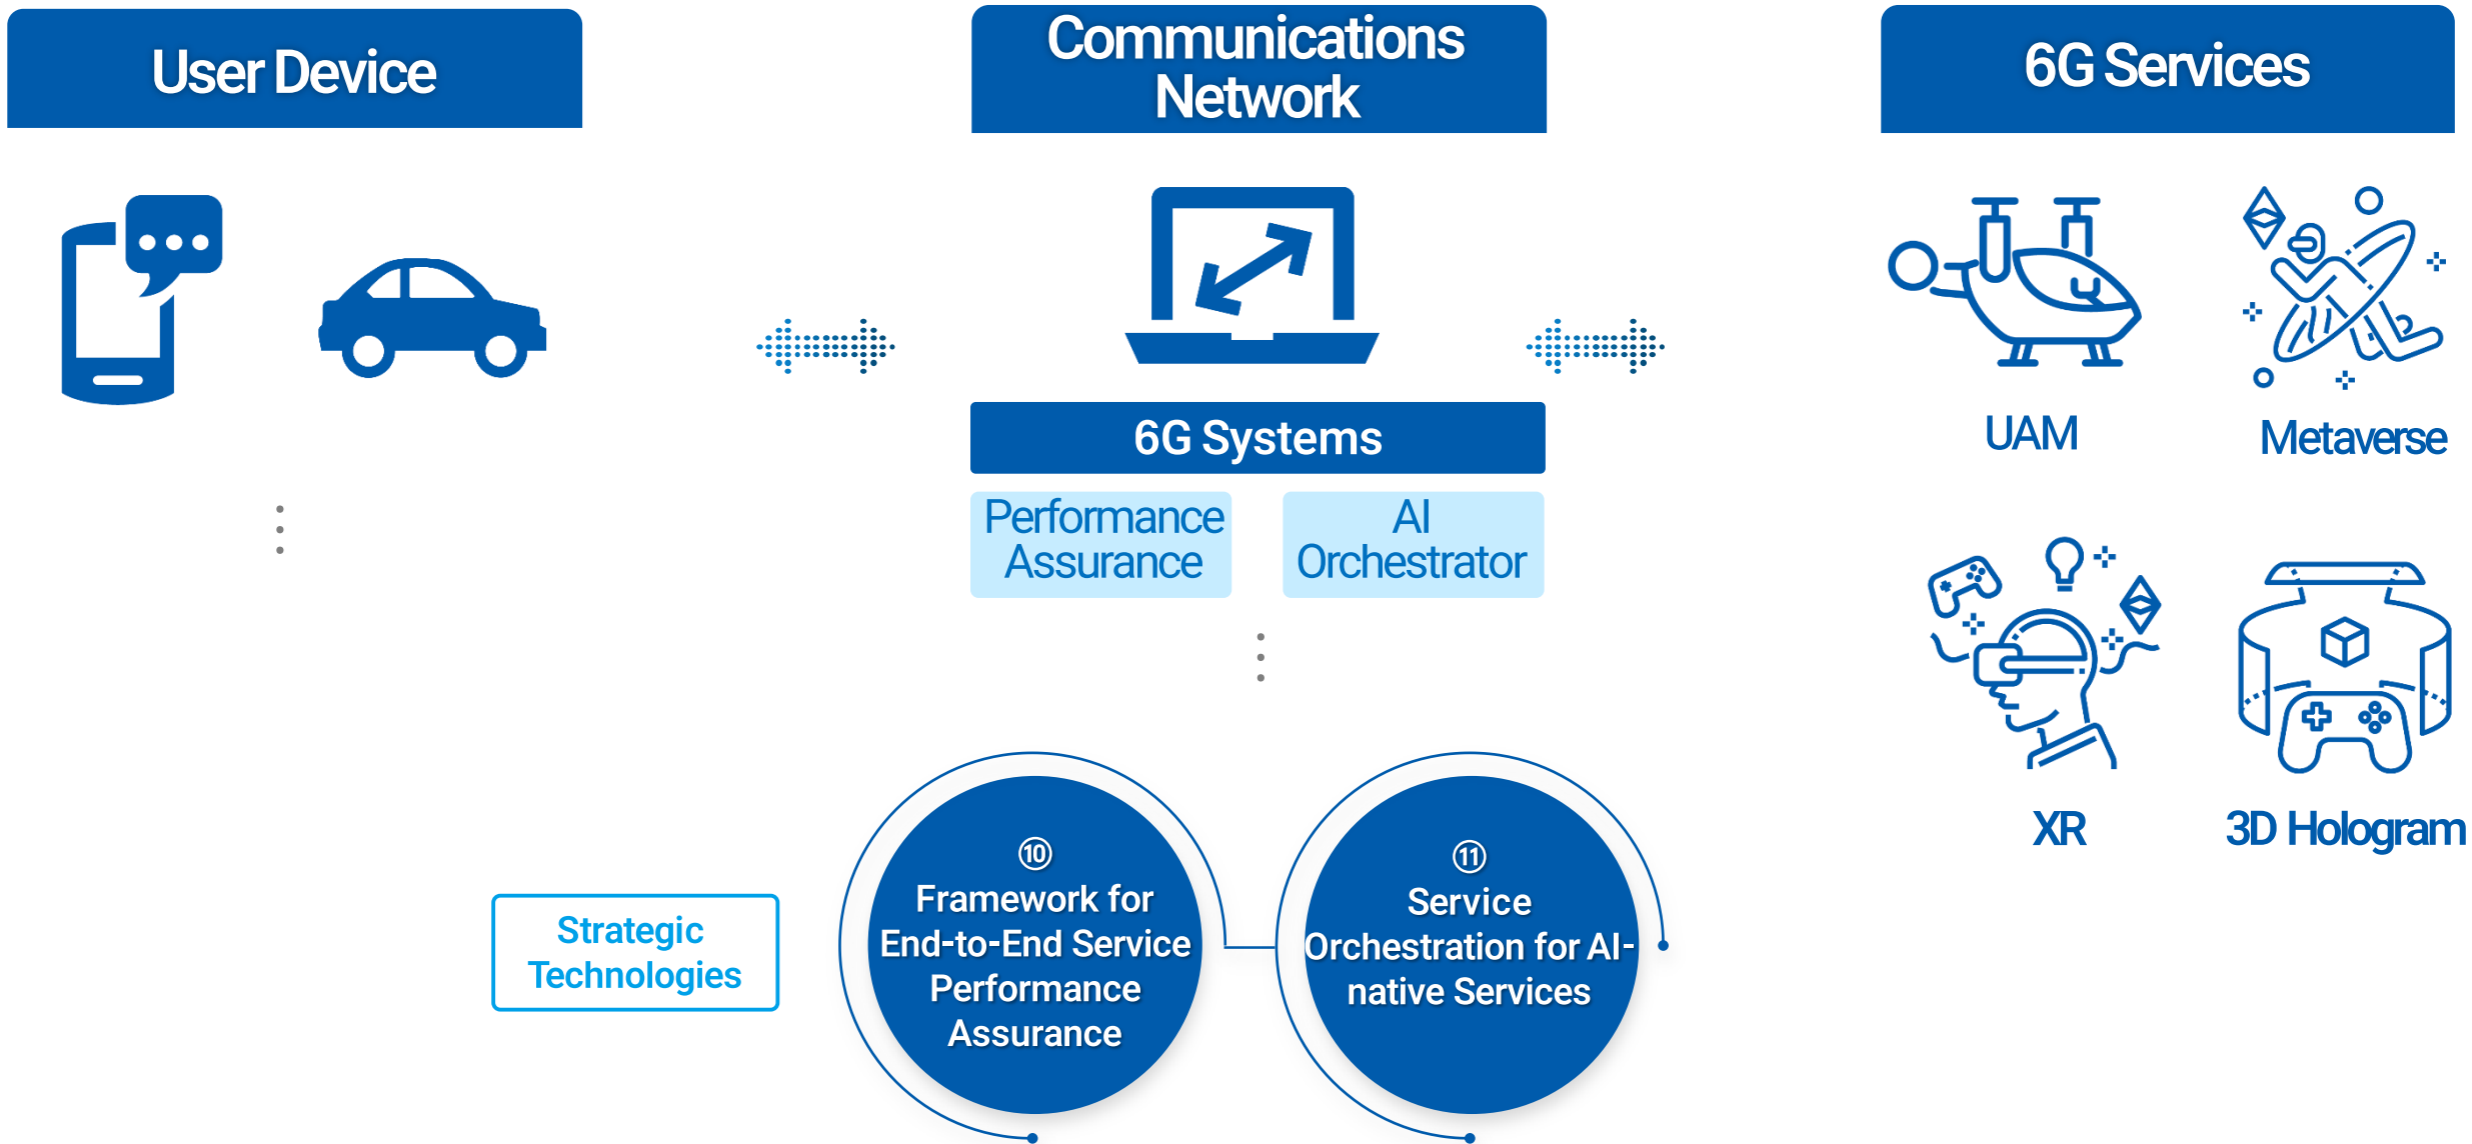 User Device
Communications
Network
6G Services
6G Systems
Performance
Assurance
AI
Orchestrator
UAM
Metaverse
XR
3D Hologram
Strategic
Technologies
⑩
Framework for
End-to-End Service
Performance
Assurance
⑪
Service
Orchestration for AI-
native Services